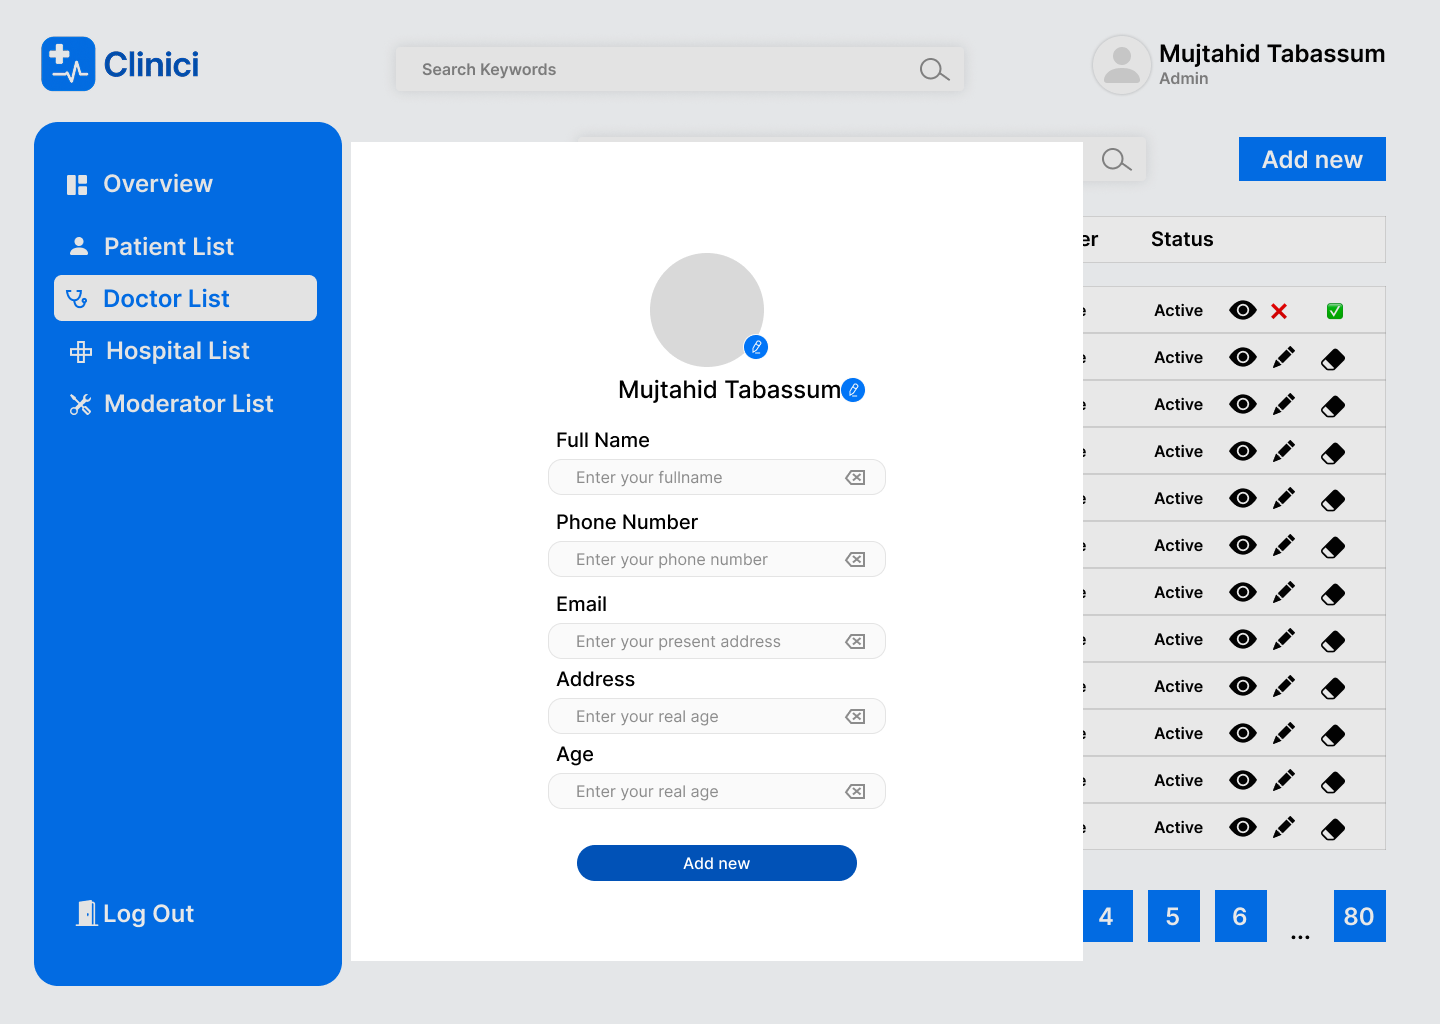 Clinici
Search Keywords
Mujtahid Tabassum
Admin
Overview
Patient List
Doctor List
Hospital List
Moderator List
Log Out
Add new
er
Status
Mujtahid Tabassum
Full Name
Enter your fullname
Phone Number
Enter your phone number
Email
Enter your present address
Address
Enter your real age
Age
Enter your real age
Add new
e Active
e Active
e Active
e Active
e Active
e Active
e Active
e Active
e Active
e Active
e Active
e Active
4 5 6 ... 80